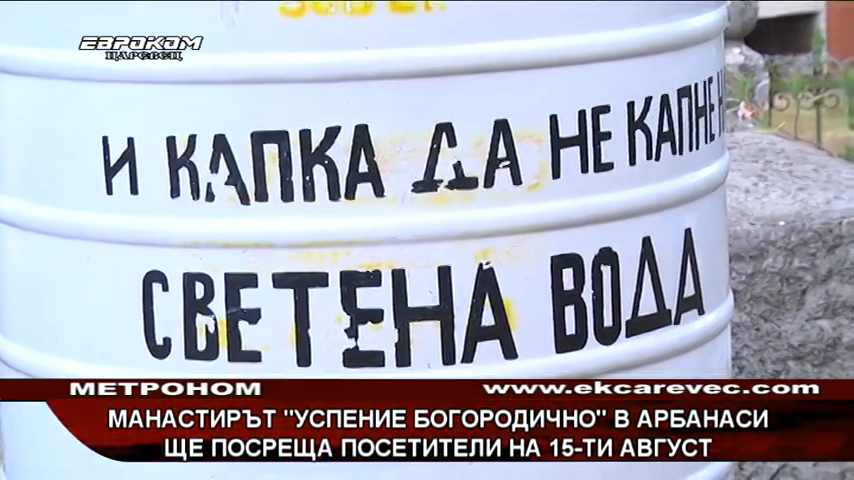 ЕВРОКОМ
ЦАРЕВЕЦ
И КАПКА ДА НЕ КАПНЕ
СВЕТЕНА ВОДА
МЕТРОНОМ
www.ekcarevec.com
МАНАСТИРЪТ "УСПЕНИЕ БОГОРОДИЧНО" В АРБАНАСИ
ЩЕ ПОСРЕЩА ПОСЕТИТЕЛИ НА 15-ТИ АВГУСТ